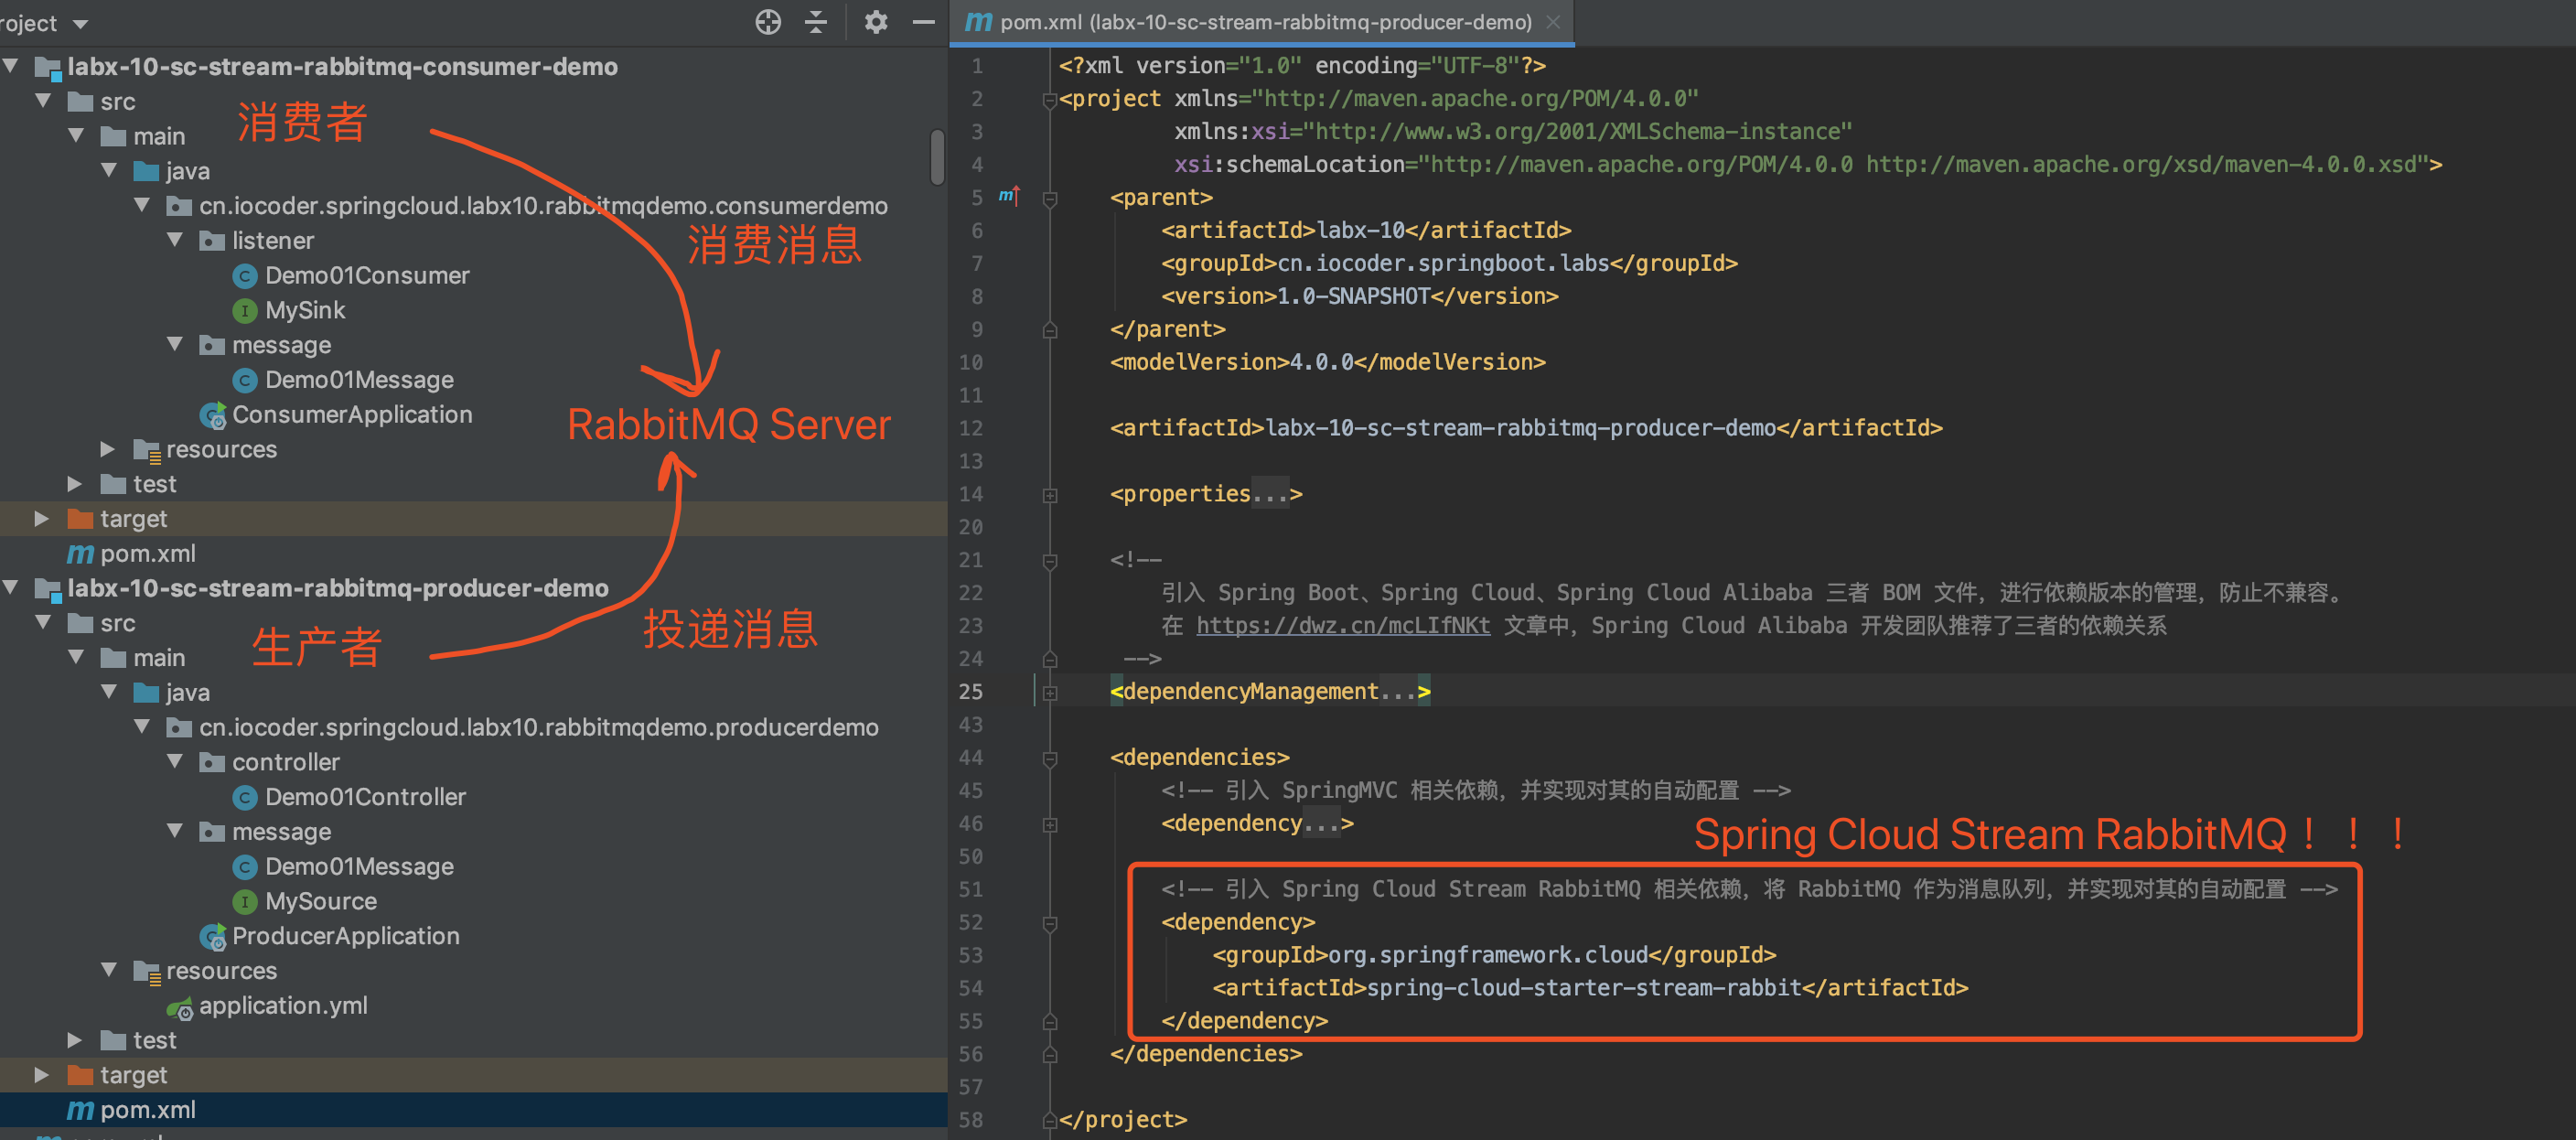 roject
labx-10-sc-stream-rabbitmq-consumer-demo
src
消费者
main
java
cn.iocoder.springcloud.labx10.rabbitmqdemo.consumerdemo
listener
消费消息
Demo01Consumer
MySink
message
Demo01Message
ConsumerApplication
RabbitMQ Server
resources
test
target
pom.xml
labx-10-sc-stream-rabbitmq-producer-demo
src
投递消息
生产者
main
java
cn.iocoder.springcloud.labx10.rabbitmqdemo.producerdemo
controller
Demo01Controller
message
Demo01Message
MySource
ProducerApplication
resources
application.yml
test
target
pom.xml
pom.xml (labx-10-sc-stream-rabbitmq-producer-demo)
1 <?xml version="1.0" encoding="UTF-8"?>
2 <project xmlns="http://maven.apache.org/POM/4.0.0"
3 xmlns:xsi="http://www.w3.org/2001/XMLSchema-instance"
4 xsi:schemaLocation="http://maven.apache.org/POM/4.0.0 http://maven.apache.org/xsd/maven-4.0.0.xsd">
5 <parent>
6 <artifactId>labx-10</artifactId>
7 <groupId>cn.iocoder.springboot.labs</groupId>
8 <version>1.0-SNAPSHOT</version>
9 </parent>
10 <modelVersion>4.0.0</modelVersion>
11
12 <artifactId>labx-10-sc-stream-rabbitmq-producer-demo</artifactId>
13
14 <properties...>
20
21 <!--
22 引入 Spring Boot、Spring Cloud、Spring Cloud Alibaba 三者 BOM 文件，进行依赖版本的管理，防止不兼容。
23 在 https://dwz.cn/mcLIfNKt 文章中，Spring Cloud Alibaba 开发团队推荐了三者的依赖关系
24 -->
25 <dependencyManagement...>
43
44 <dependencies>
45 <!-- 引入 SpringMVC 相关依赖，并实现对其的自动配置 -->
46 <dependency...>
Spring Cloud Stream RabbitMQ！！！
50
51 <!-- 引入 Spring Cloud Stream RabbitMQ 相关依赖，将 RabbitMQ 作为消息队列，并实现对其的自动配置 -->
52 <dependency>
53 <groupId>org.springframework.cloud</groupId>
54 <artifactId>spring-cloud-starter-stream-rabbit</artifactId>
55 </dependency>
56 </dependencies>
57
58 </project>